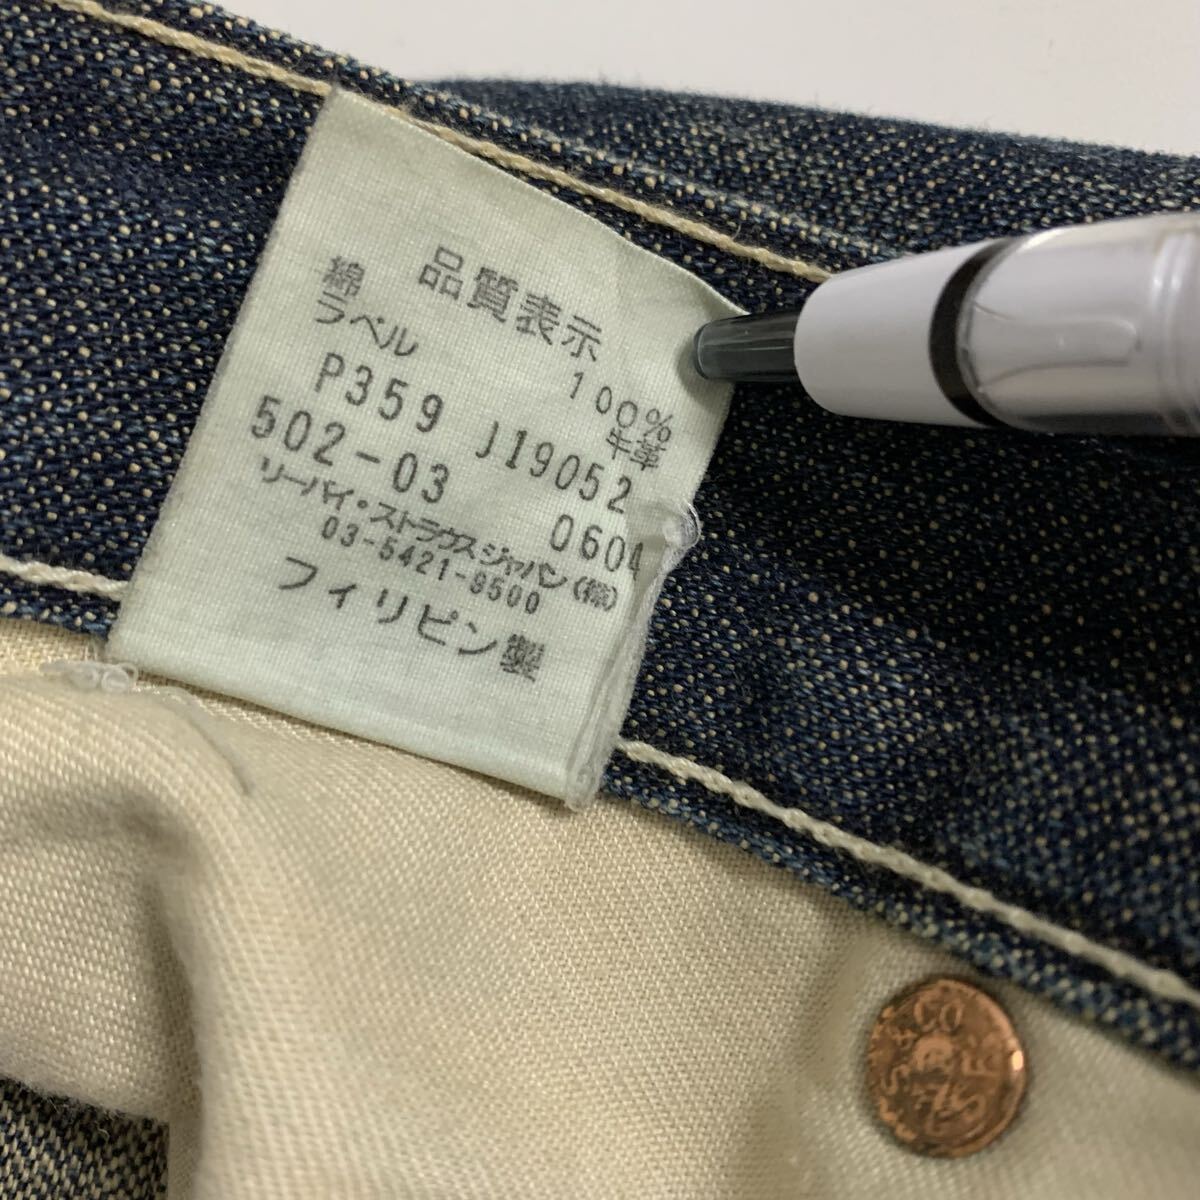 品質表示
綿 100%
ラベル 牛革
P359 J19052
502-03 0604
リーバイ・ストラウスジャパン(株)
03-5421-8500
フィリピン製
L.S.&CO
S.F.